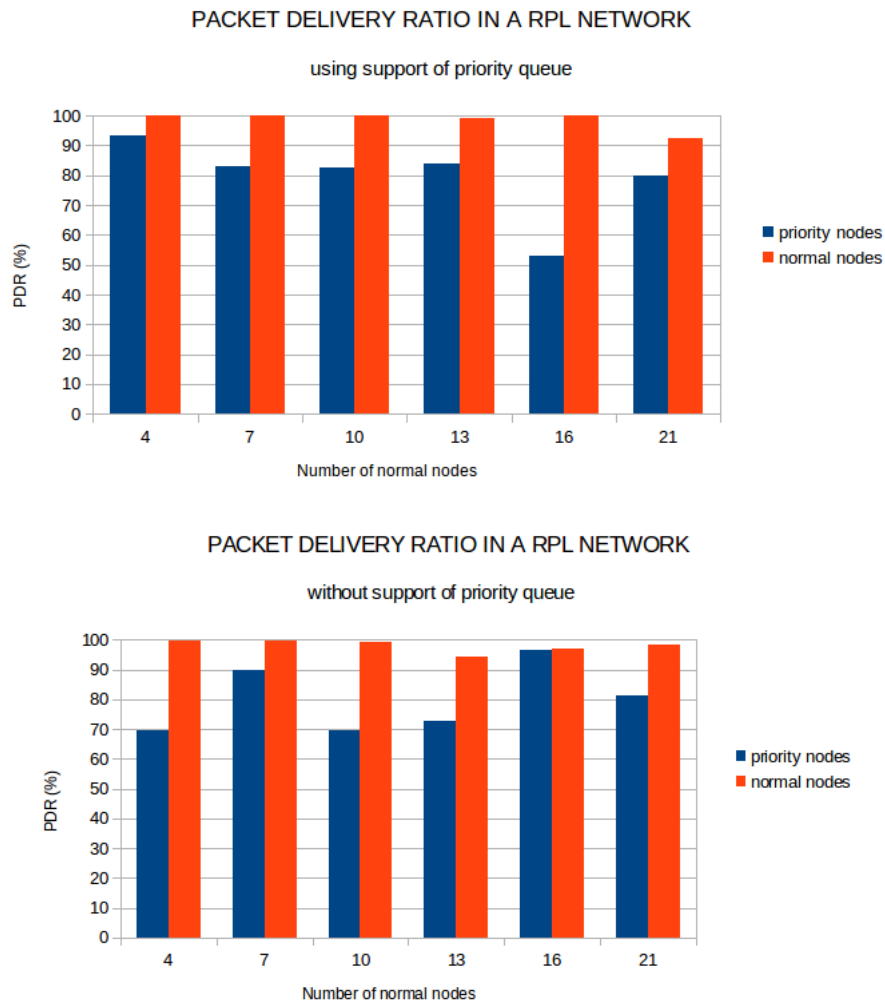 PACKET DELIVERY RATIO IN A RPL NETWORK
using support of priority queue
100
90
80
70
60
50
40
30
20
10
0
PDR (%)
4 7 10 13 16 21
Number of normal nodes
priority nodes
normal nodes
PACKET DELIVERY RATIO IN A RPL NETWORK
without support of priority queue
100
90
80
70
60
50
40
30
20
10
0
PDR (%)
4 7 10 13 16 21
Number of normal nodes
priority nodes
normal nodes